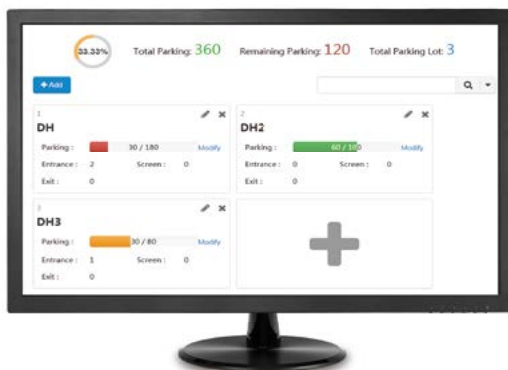 33.33% Total Parking: 360 Remaining Parking: 120 Total Parking Lot: 3
+ Add
1
DH
Parking : 30 / 180 Modify
Entrance : 2 Screen : 0
Exit : 0
2
DH2
Parking : 60 / 100 Modify
Entrance : 0 Screen : 0
Exit : 0
3
DH3
Parking : 30 / 80 Modify
Entrance : 1 Screen : 0
Exit : 0